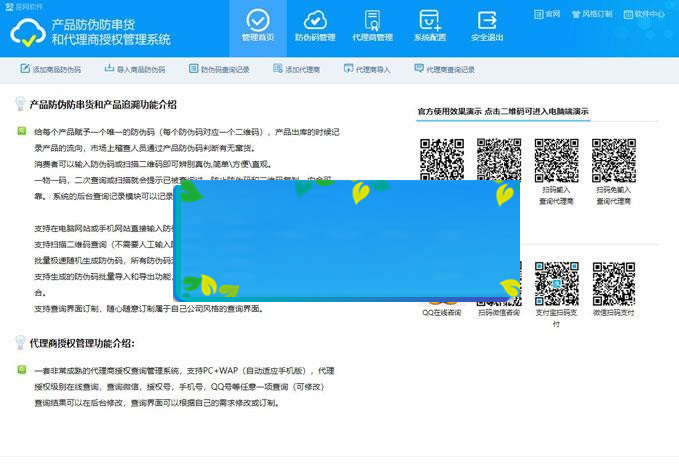 易网软件
产品防伪防串货
和代理商授权管理系统
管理首页
防伪码管理
代理商管理
系统配置
安全退出
官网
风格订制
软件中心
添加商品防伪码
导入商品防伪码
防伪码查询记录
添加代理商
代理商导入
代理商查询记录
产品防伪防串货和产品追溯功能介绍
给每个产品赋予一个唯一的防伪码（每个防伪码对应一个二维码），产品出库的时候记
录产品的流向，市场上稽查人员通过产品防伪码判断有无窜货。
消费者可以输入防伪码或扫描二维码即可辨别真伪,简单\方便\直观。
一物一码，二次查询或扫描就会提示已被查询过，防止防伪码和二维码复制，安全可
靠。 系统的后台查询记录模块可以记录
支持在电脑网站或手机网站直接输入防伪
支持扫描二维码查询（不需要人工输入防
批量极速随机生成防伪码，所有防伪码无
支持生成的防伪码批量导入和导出功能，
台。
支持查询界面订制，随心随意订制属于自己公司风格的查询界面。
代理商授权管理功能介绍:
一套非常成熟的代理商授权查询管理系统，支持PC+WAP（自动适应手机版），代理
授权级别在线查询，查询微信，授权号，手机号，QQ号等任意一项查询（可修改）
查询结果可以在后台修改，查询界面可以根据自己的需求修改或订制。
官方使用效果演示 点击二维码可进入电脑端演示
扫码输入
查询代理商
扫码免输入
查询代理商
QQ在线咨询
扫码微信咨询
支付宝扫码支
付
微信扫码支付